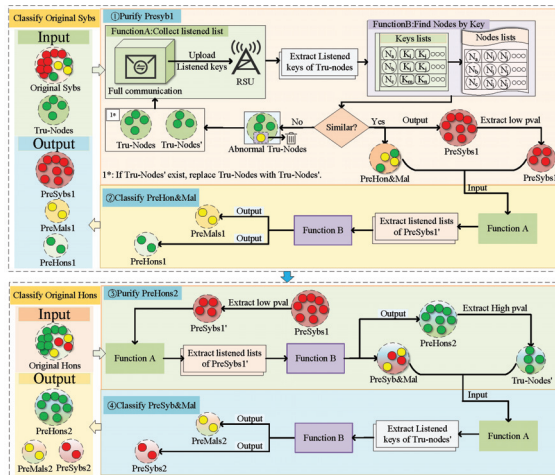 Classify Original Sybs
Input
Original Sybs
Tru-Nodes
Output
PreSybs1
PreMals1
PreHons1
①Purify Presyb1
FunctionA:Collect listened list
Full communication
Upload
Listened keys
RSU
Extract Listened
keys of Tru-nodes
FunctionB:Find Nodes by Key
Keys lists
Nodes lists
1*
Tru-Nodes
Tru-Nodes'
Abnormal Tru-Nodes
No
Similar?
Yes
Output
PreSybs1
Extract low pval
PreSybs1'
PreHon&Mal
1*: If Tru-Nodes' exist, replace Tru-Nodes with Tru-Nodes'.
Input
②Classify PreHon&Mal
PreMals1
Output
PreHons1
Output
Function B
Extract listened lists
of PreSybs1'
Function A
Classify Original Hons
Input
Original Hons
Output
PreHons2
PreMals2
PreSybs2
③Purify PreHons2
PreSybs1'
Extract low pval
PreSybs1
Function A
Extract listened lists
of PreSybs1'
Function B
Output
PreHons2
Extract High pval
PreSyb&Mal
Tru-Nodes'
Input
④Classify PreSyb&Mal
PreMals2
Output
PreSybs2
Output
Function B
Extract Listened
keys of Tru-nodes'
Function A